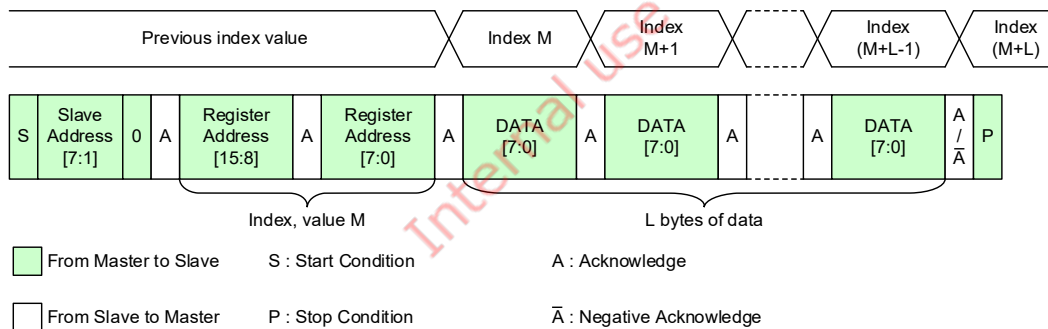 Previous index value
Index M
Index
M+1
Index
(M+L-1)
Index
(M+L)
S
Slave
Address
[7:1]
0
A
Register
Address
[15:8]
A
Register
Address
[7:0]
A
DATA
[7:0]
A
DATA
[7:0]
A
A
DATA
[7:0]
A
/
A̅
P
Index, value M
L bytes of data
From Master to Slave
S : Start Condition
A : Acknowledge
From Slave to Master
P : Stop Condition
A̅ : Negative Acknowledge
Internal use